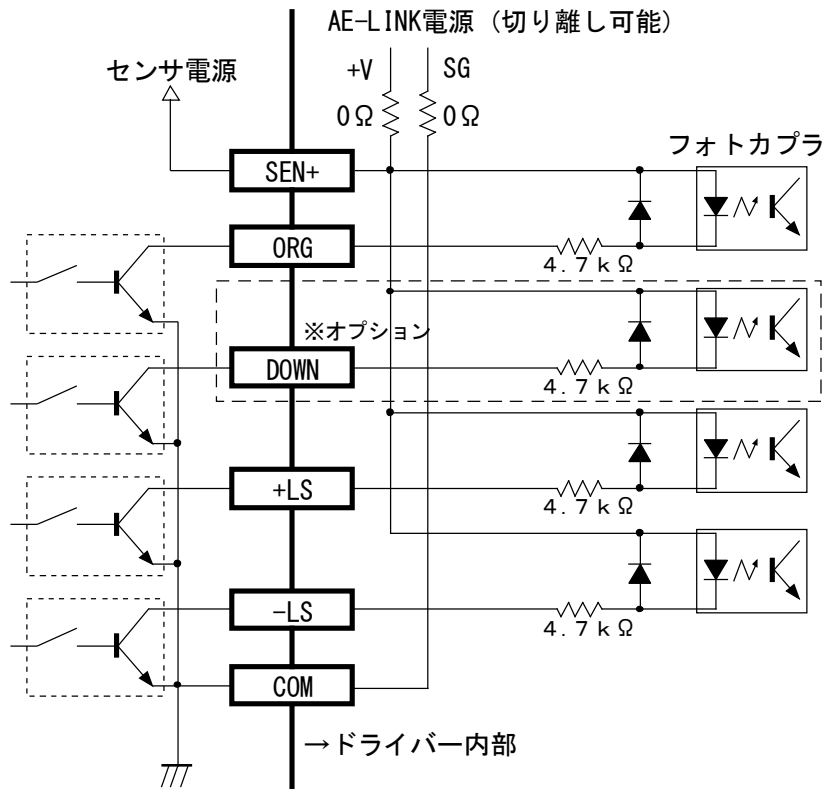 AE-LINK電源（切り離し可能）
センサ電源
+V
SG
0Ω
0Ω
フォトカプラ
SEN+
ORG
4.7kΩ
※オプション
DOWN
4.7kΩ
+LS
4.7kΩ
-LS
4.7kΩ
COM
→ドライバー内部